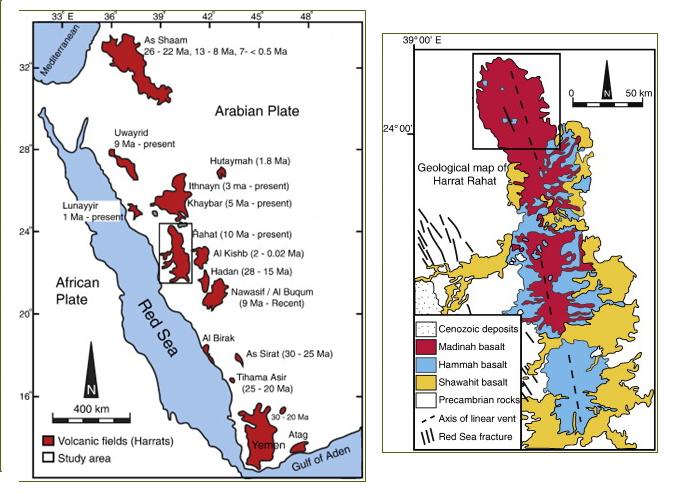 33°E 36° 39° 42° 45° 48°
Mediterranean
As Shaam
26 - 22 Ma, 13 - 8 Ma, 7- < 0.5 Ma
32°
Arabian Plate
Uwayrid
9 Ma - present
28°
Hutaymah (1.8 Ma)
Ithnayn (3 ma - present)
Khaybar (5 Ma - present)
Lunayyir
1 Ma - present
24°
Rahat (10 Ma - present)
Al Kishb (2 - 0.02 Ma)
Hadan (28 - 15 Ma)
African
Plate
Nawasif / Al Buqum
(9 Ma - Recent)
20°
Red Sea
Al Birak
As Sirat (30 - 25 Ma)
Tihama Asir
(25 - 20 Ma)
16°
N
400 km
30 - 20 Ma
Atag
Yemen
Gulf of Aden
Volcanic fields (Harrats)
Study area
39°00' E
N
0 50 km
24°00'
Geological map of
Harrat Rahat
Cenozoic deposits
Madinah basalt
Hammah basalt
Shawahit basalt
Precambrian rocks
Axis of linear vent
Red Sea fracture